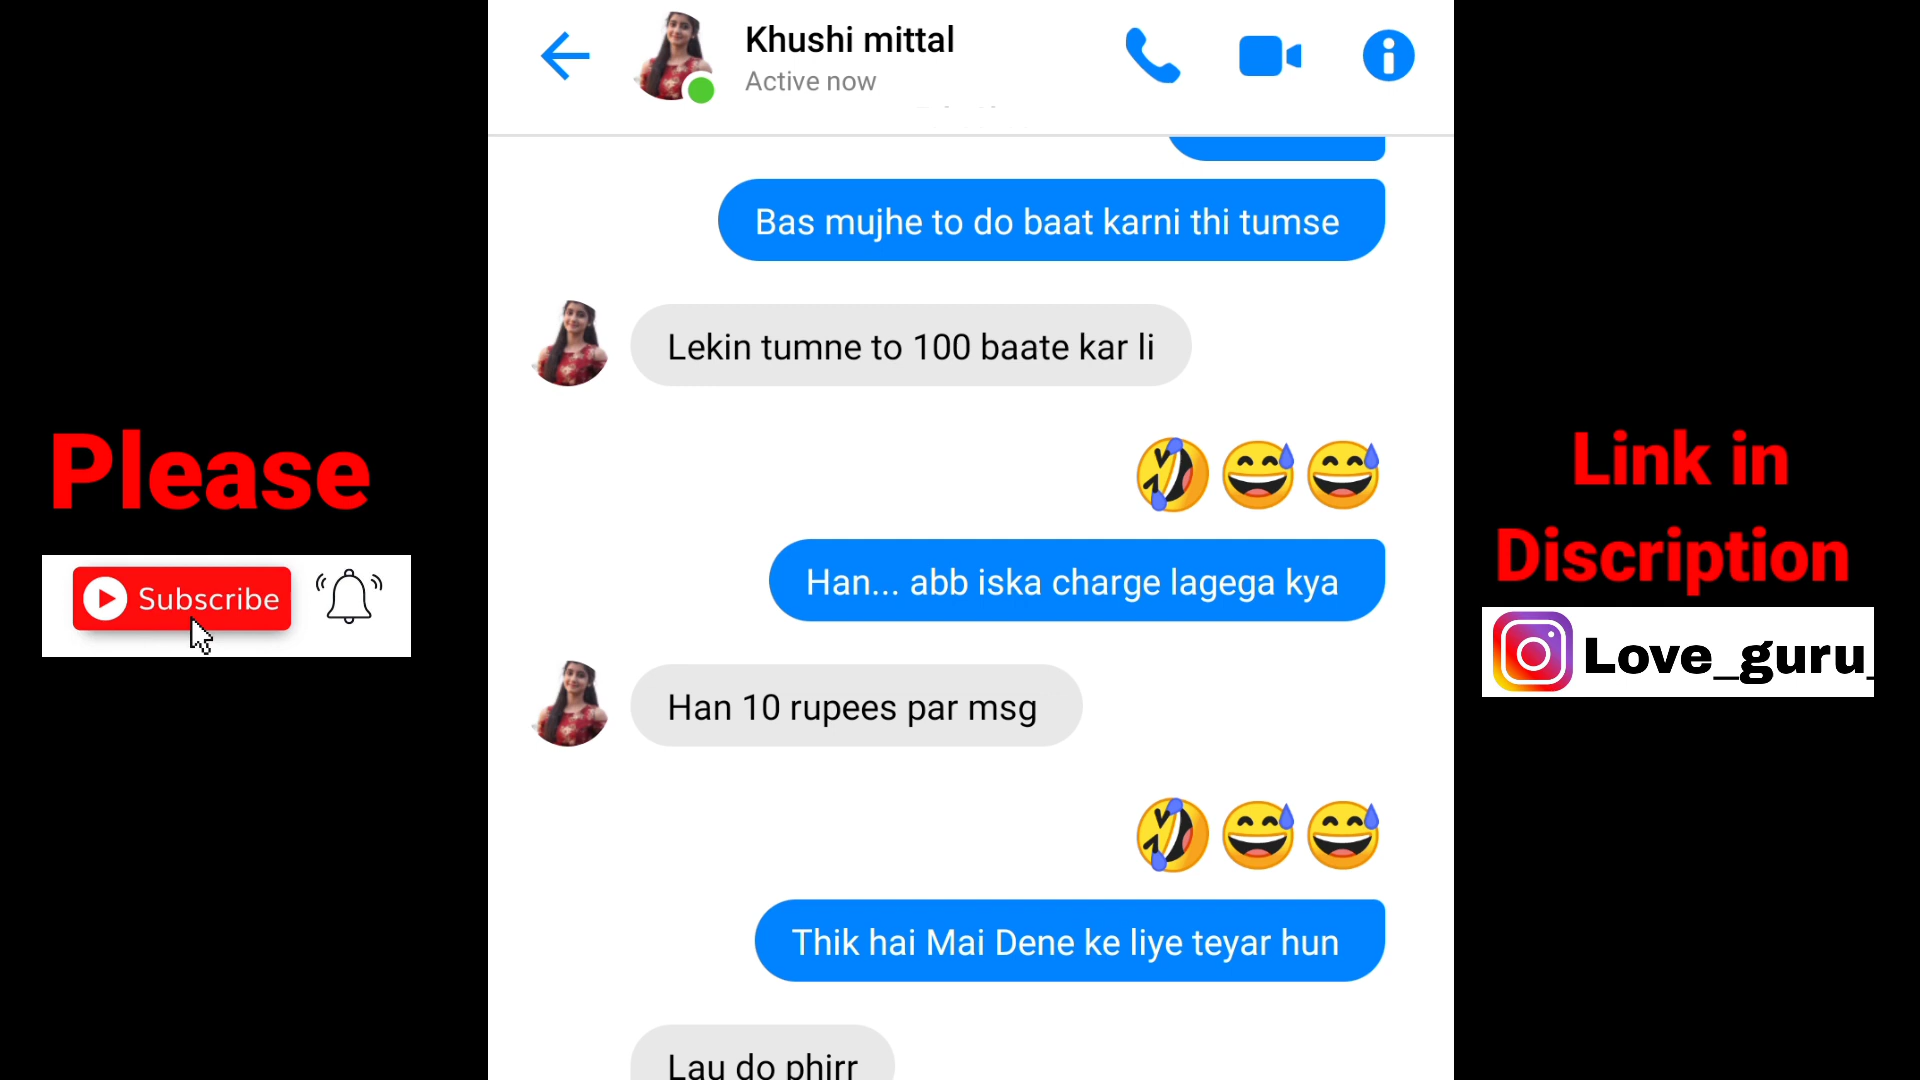 Khushi mittal
Active now
Bas mujhe to do baat karni thi tumse
Lekin tumne to 100 baate kar li
🤣😅😅
Han... abb iska charge lagega kya
Han 10 rupees par msg
🤣😅😅
Thik hai Mai Dene ke liye teyar hun
Lau do phirr
Please
Subscribe
Link in
Discription
Love_guru_